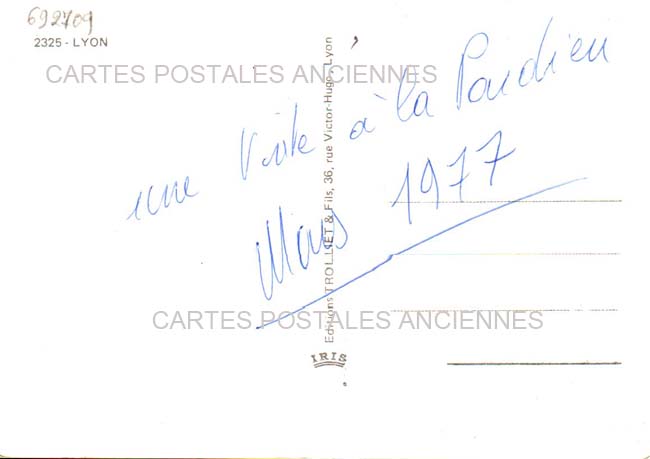 692709
2325 - LYON
CARTES POSTALES ANCIENNES
une visite à la Pardieu
Mars 1977
CARTES POSTALES ANCIENNES
Editions TROLLIET & Fils, 36, rue Victor-Hugo, Lyon
IRIS